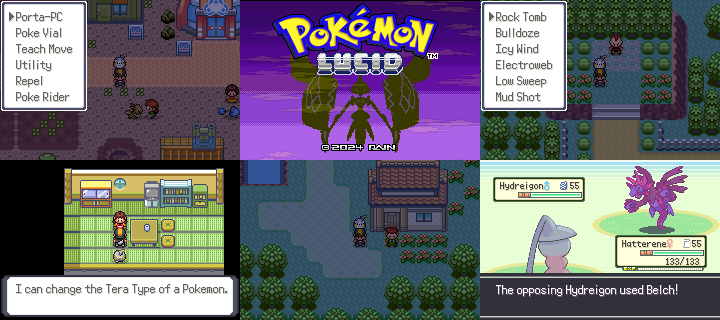 Porta-PC
Poke Vial
Teach Move
Utility
Repel
Poke Rider
POKéMON
LUCID
TM
© 2024 RAIN
Rock Tomb
Bulldoze
Icy Wind
Electroweb
Low Sweep
Mud Shot
I can change the Tera Type of a Pokemon.
Hydreigon♂ 55
Hatterene♀ 55
133/133
The opposing Hydreigon used Belch!